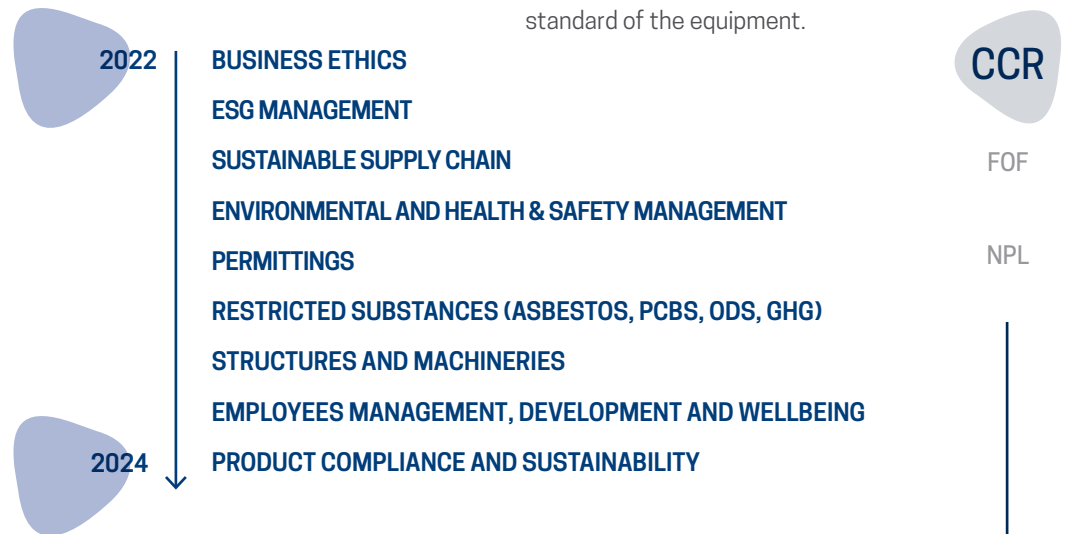 standard of the equipment.
2022
BUSINESS ETHICS
ESG MANAGEMENT
SUSTAINABLE SUPPLY CHAIN
ENVIRONMENTAL AND HEALTH & SAFETY MANAGEMENT
PERMITTINGS
RESTRICTED SUBSTANCES (ASBESTOS, PCBS, ODS, GHG)
STRUCTURES AND MACHINERIES
EMPLOYEES MANAGEMENT, DEVELOPMENT AND WELLBEING
2024
PRODUCT COMPLIANCE AND SUSTAINABILITY
CCR
FOF
NPL